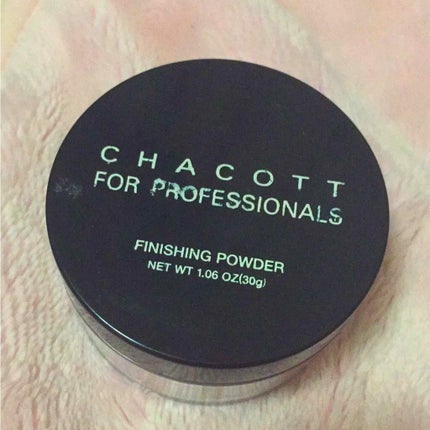 CHACOTT
FOR PROFESSIONALS
FINISHING POWDER
NET WT 1.06 OZ(30g)